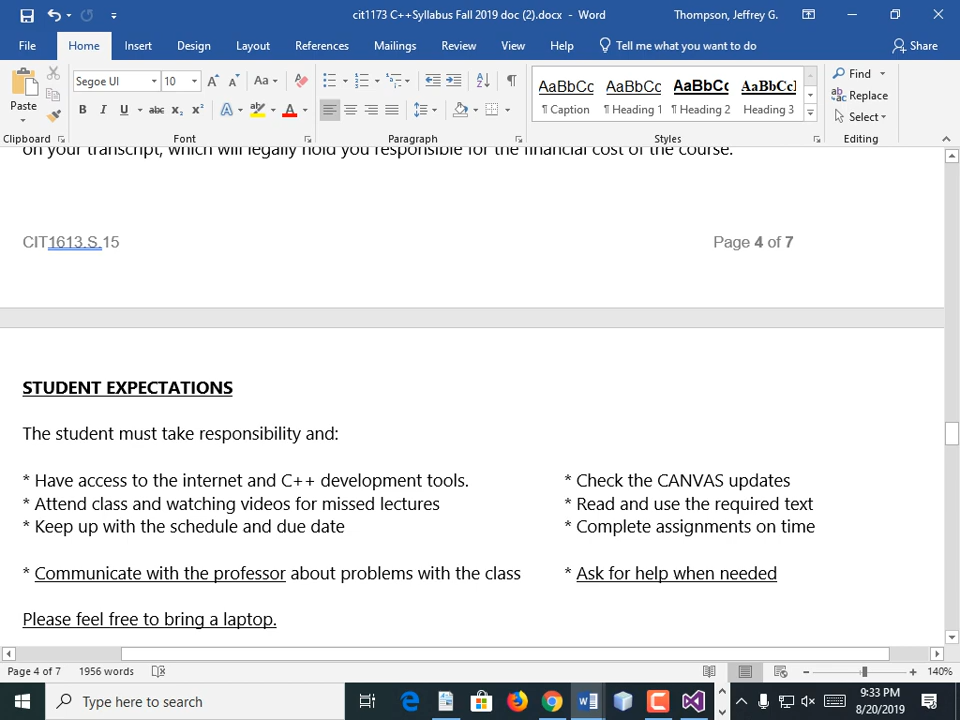 cit1173 C++Syllabus Fall 2019 doc (2).docx - Word
Thompson, Jeffrey G.
File Home Insert Design Layout References Mailings Review View Help Tell me what you want to do Share
Segoe UI 10 Aa
AaBbCc AaBbCc AaBbCc AaBbCcl
Find
Paste
B I U abc x₂ x² A A
¶ Caption ¶ Heading 1 ¶ Heading 2 Heading 3
Replace
Select
Clipboard Font Paragraph Styles Editing
on your transcript, which will legally hold you responsible for the financial cost of the course.
CIT1613.S.15 Page 4 of 7
STUDENT EXPECTATIONS
The student must take responsibility and:
* Have access to the internet and C++ development tools. * Check the CANVAS updates
* Attend class and watching videos for missed lectures * Read and use the required text
* Keep up with the schedule and due date * Complete assignments on time
* Communicate with the professor about problems with the class * Ask for help when needed
Please feel free to bring a laptop.
Page 4 of 7 1956 words 140%
Type here to search
9:33 PM
8/20/2019